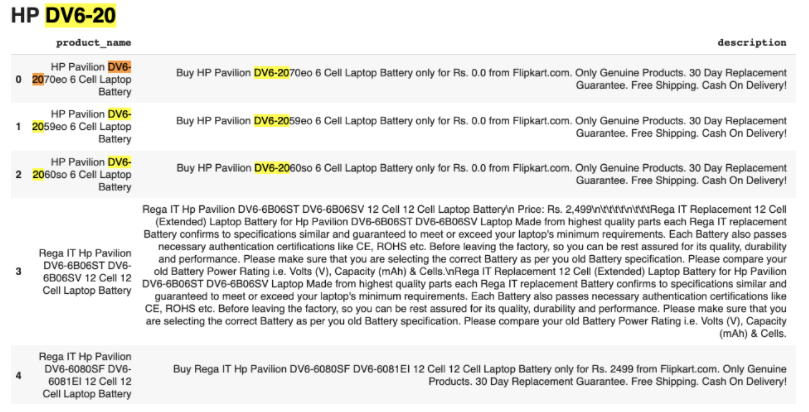 HP DV6-20
product_name description
HP Pavilion DV6-
0 2070eo 6 Cell Laptop
Battery
Buy HP Pavilion DV6-2070eo 6 Cell Laptop Battery only for Rs. 0.0 from Flipkart.com. Only Genuine Products. 30 Day Replacement
Guarantee. Free Shipping. Cash On Delivery!
HP Pavilion DV6-
1 2059eo 6 Cell Laptop
Battery
Buy HP Pavilion DV6-2059eo 6 Cell Laptop Battery only for Rs. 0.0 from Flipkart.com. Only Genuine Products. 30 Day Replacement
Guarantee. Free Shipping. Cash On Delivery!
HP Pavilion DV6-
2 2060so 6 Cell Laptop
Battery
Buy HP Pavilion DV6-2060so 6 Cell Laptop Battery only for Rs. 0.0 from Flipkart.com. Only Genuine Products. 30 Day Replacement
Guarantee. Free Shipping. Cash On Delivery!
3
Rega IT Hp Pavilion
DV6-6B06ST DV6-
6B06SV 12 Cell 12
Cell Laptop Battery
Rega IT Hp Pavilion DV6-6B06ST DV6-6B06SV 12 Cell 12 Cell Laptop Battery\n Price: Rs. 2,499\n\t\t\t\t\n\t\t\tRega IT Replacement 12 Cell
(Extended) Laptop Battery for Hp Pavilion DV6-6B06ST DV6-6B06SV Laptop Made from highest quality parts each Rega IT replacement
Battery confirms to specifications similar and guaranteed to meet or exceed your laptop's minimum requirements. Each Battery also passes
necessary authentication certifications like CE, ROHS etc. Before leaving the factory, so you can be rest assured for its quality, durability
and performance. Please make sure that you are selecting the correct Battery as per you old Battery specification. Please compare your
old Battery Power Rating i.e. Volts (V), Capacity (mAh) & Cells.\nRega IT Replacement 12 Cell (Extended) Laptop Battery for Hp Pavilion
DV6-6B06ST DV6-6B06SV Laptop Made from highest quality parts each Rega IT replacement Battery confirms to specifications similar and
guaranteed to meet or exceed your laptop's minimum requirements. Each Battery also passes necessary authentication certifications like
CE, ROHS etc. Before leaving the factory, so you can be rest assured for its quality, durability and performance. Please make sure that you
are selecting the correct Battery as per you old Battery specification. Please compare your old Battery Power Rating i.e. Volts (V), Capacity
(mAh) & Cells.
4
Rega IT Hp Pavilion
DV6-6080SF DV6-
6081EI 12 Cell 12
Cell Laptop Battery
Buy Rega IT Hp Pavilion DV6-6080SF DV6-6081EI 12 Cell 12 Cell Laptop Battery only for Rs. 2499 from Flipkart.com. Only Genuine
Products. 30 Day Replacement Guarantee. Free Shipping. Cash On Delivery!